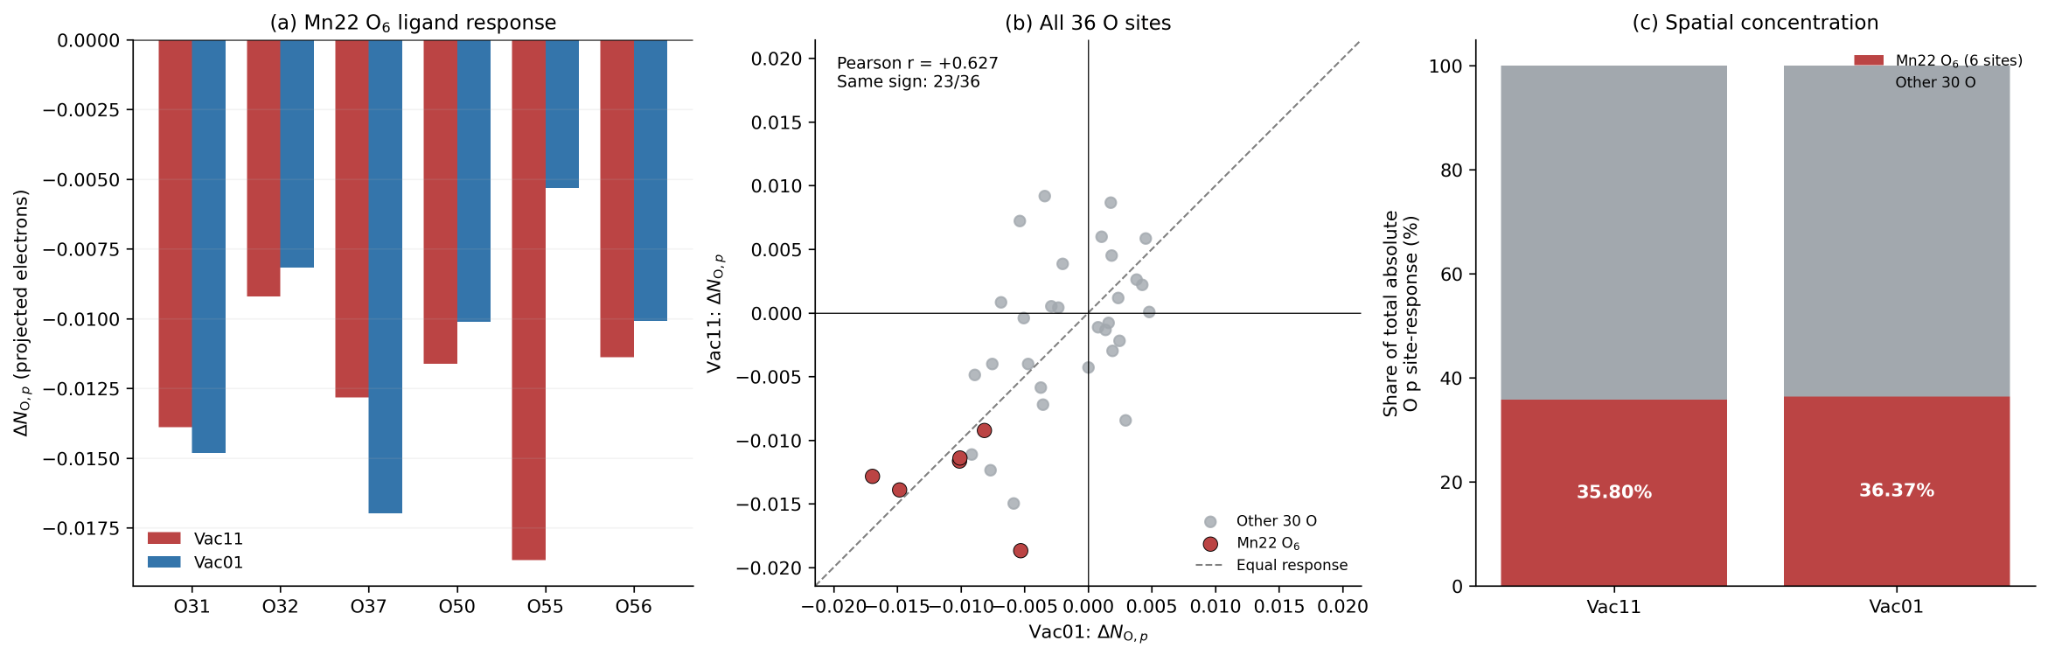 (a) Mn22 O₆ ligand response
ΔN_O,p (projected electrons)
0.0000
−0.0025
−0.0050
−0.0075
−0.0100
−0.0125
−0.0150
−0.0175
Vac11
Vac01
O31 O32 O37 O50 O55 O56
(b) All 36 O sites
Pearson r = +0.627
Same sign: 23/36
Vac11: ΔN_O,p
0.020
0.015
0.010
0.005
0.000
−0.005
−0.010
−0.015
−0.020
Other 30 O
Mn22 O₆
Equal response
−0.020 −0.015 −0.010 −0.005 0.000 0.005 0.010 0.015 0.020
Vac01: ΔN_O,p
(c) Spatial concentration
Share of total absolute
O p site-response (%)
100
80
60
40
20
0
Mn22 O₆ (6 sites)
Other 30 O
35.80%
36.37%
Vac11 Vac01